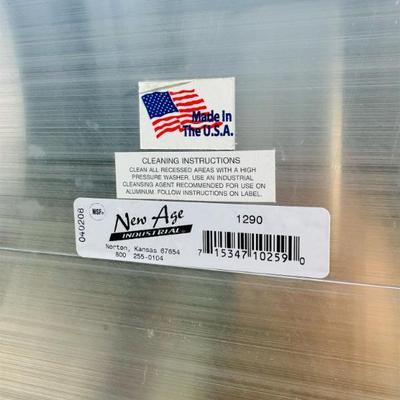 Made In
The U.S.A.
CLEANING INSTRUCTIONS
CLEAN ALL RECESSED AREAS WITH A HIGH
PRESSURE WASHER. USE AN INDUSTRIAL
CLEANSING AGENT RECOMMENDED FOR USE ON
ALUMINUM. FOLLOW INSTRUCTIONS ON LABEL.
040208
NSF
New Age
INDUSTRIAL
Norton, Kansas 67654
800 255-0104
1290
7 15347 10259 0